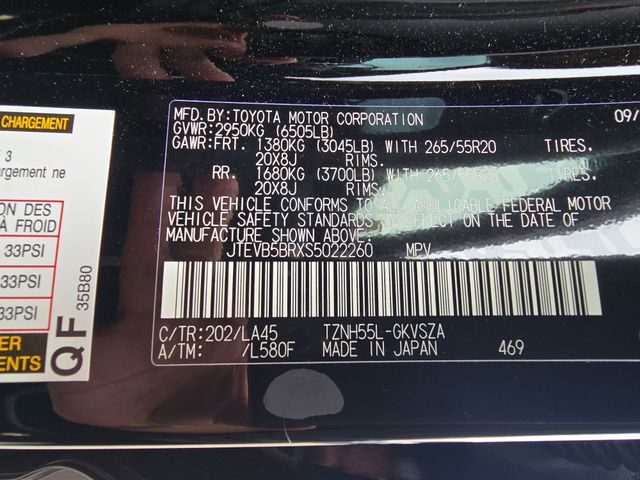 CHARGEMENT
MFD.BY:TOYOTA MOTOR CORPORATION 09/
GVWR:2950KG (6505LB)
GAWR:FRT. 1380KG (3045LB) WITH 265/55R20 TIRES.
20X8J RIMS.
RR. 1680KG (3700LB) WITH 265/55R20 TIRES.
20X8J RIMS.
THIS VEHICLE CONFORMS TO ALL APPLICABLE FEDERAL MOTOR
VEHICLE SAFETY STANDARDS IN EFFECT ON THE DATE OF
MANUFACTURE SHOWN ABOVE.
JTEVB5BRXS5022260 MPV
C/TR:202/LA45 TZNH55L-GKVSZA
A/TM: /L580F MADE IN JAPAN 469
3
argement ne
ION DES
À FROID
33PSI
33PSI
33PSI
ER
EMENTS
QF
35B80